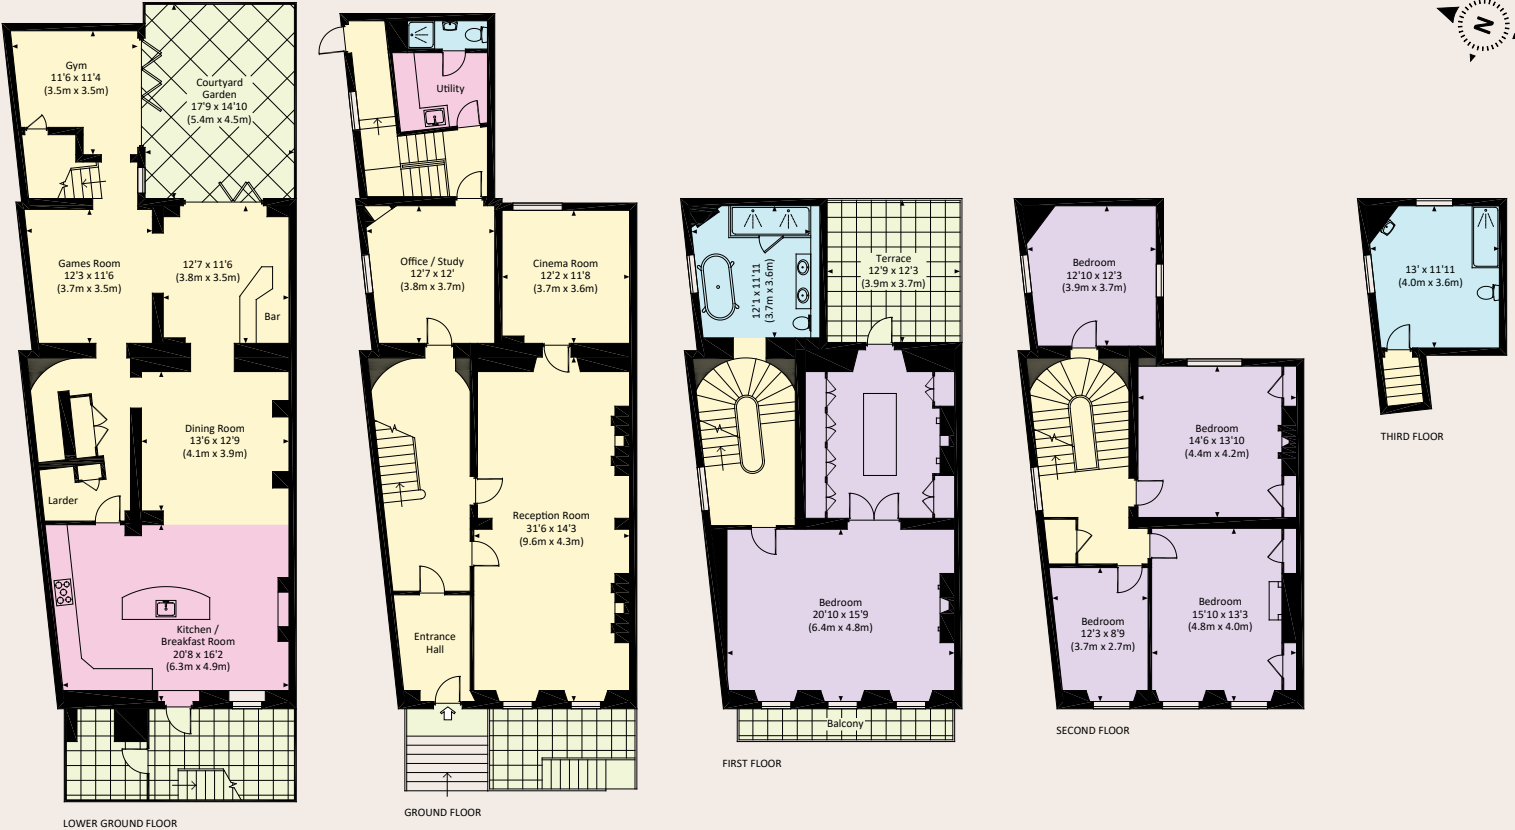 N
Gym
11'6 x 11'4
(3.5m x 3.5m)
Courtyard
Garden
17'9 x 14'10
(5.4m x 4.5m)
Games Room
12'3 x 11'6
(3.7m x 3.5m)
12'7 x 11'6
(3.8m x 3.5m)
Bar
Dining Room
13'6 x 12'9
(4.1m x 3.9m)
Larder
Kitchen /
Breakfast Room
20'8 x 16'2
(6.3m x 4.9m)
LOWER GROUND FLOOR
Utility
Office / Study
12'7 x 12'
(3.8m x 3.7m)
Cinema Room
12'2 x 11'8
(3.7m x 3.6m)
Reception Room
31'6 x 14'3
(9.6m x 4.3m)
Entrance
Hall
GROUND FLOOR
12'1 x 11'11
(3.7m x 3.6m)
Terrace
12'9 x 12'3
(3.9m x 3.7m)
Bedroom
20'10 x 15'9
(6.4m x 4.8m)
Balcony
FIRST FLOOR
Bedroom
12'10 x 12'3
(3.9m x 3.7m)
Bedroom
14'6 x 13'10
(4.4m x 4.2m)
Bedroom
12'3 x 8'9
(3.7m x 2.7m)
Bedroom
15'10 x 13'3
(4.8m x 4.0m)
SECOND FLOOR
13' x 11'11
(4.0m x 3.6m)
THIRD FLOOR